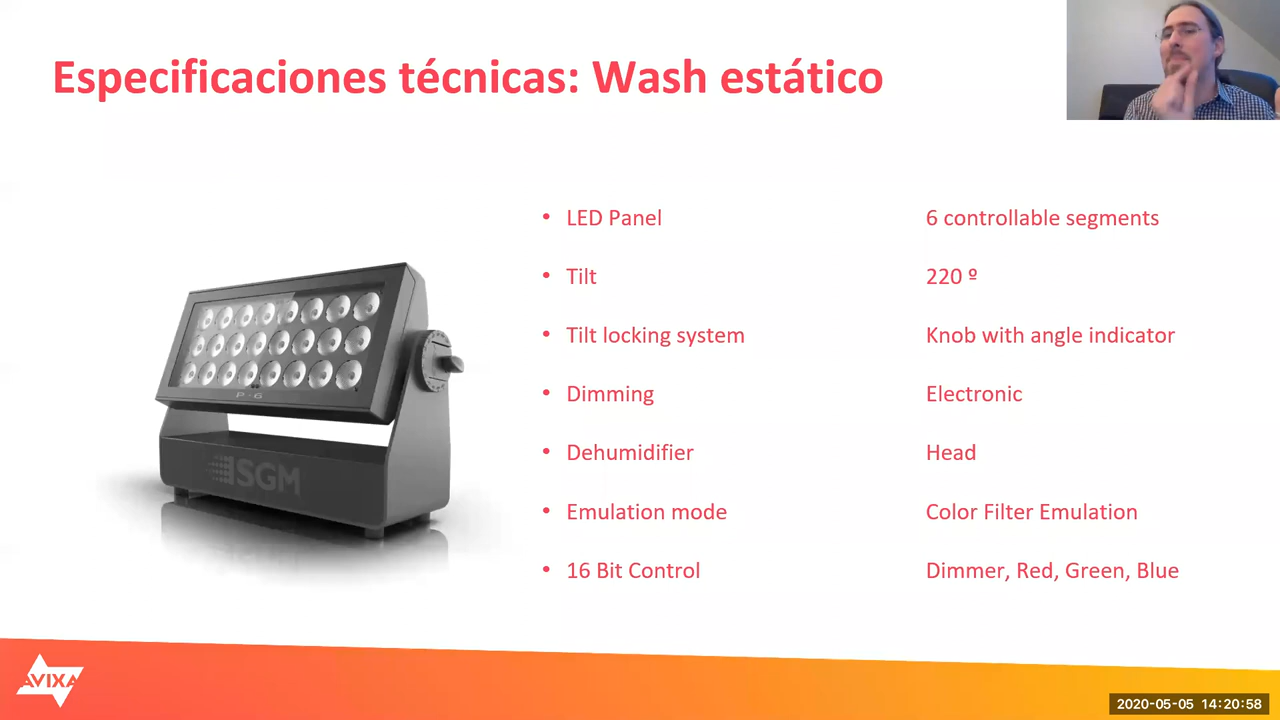 Especificaciones técnicas: Wash estático
• LED Panel 6 controllable segments
• Tilt 220 º
• Tilt locking system Knob with angle indicator
• Dimming Electronic
• Dehumidifier Head
• Emulation mode Color Filter Emulation
• 16 Bit Control Dimmer, Red, Green, Blue
P-6
SGM
AVIXA
2020-05-05 14:20:58